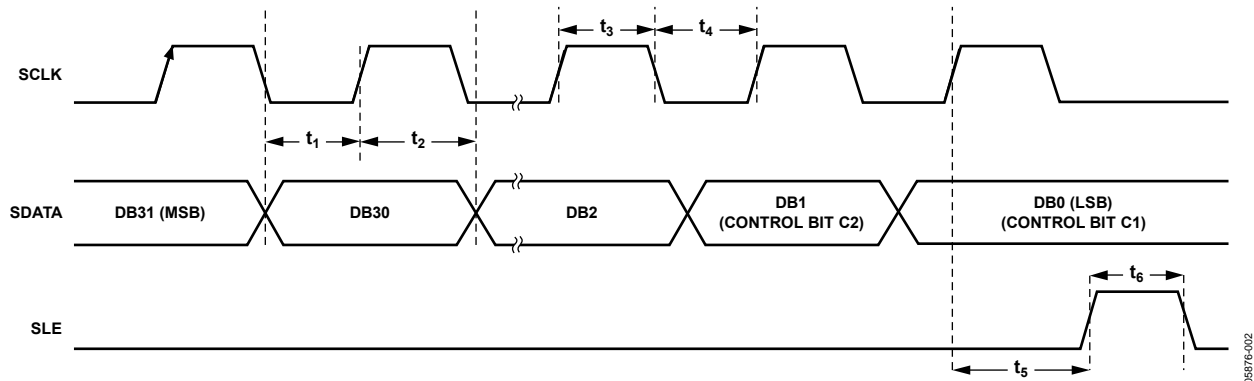 t3
t4
SCLK
t1
t2
SDATA
DB31 (MSB)
DB30
DB2
DB1
(CONTROL BIT C2)
DB0 (LSB)
(CONTROL BIT C1)
t6
SLE
t5
05876-002